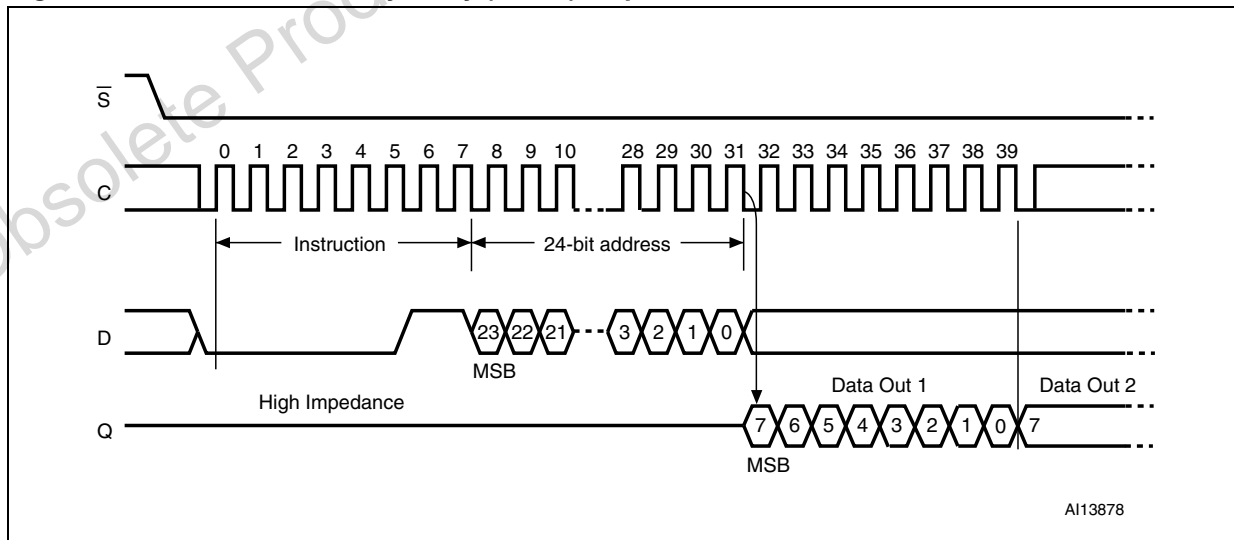 Obsolete Prod
S
0 1 2 3 4 5 6 7 8 9 10 28 29 30 31 32 33 34 35 36 37 38 39
C
Instruction 24-bit address
D 23 22 21 3 2 1 0
MSB
Data Out 1 Data Out 2
High Impedance
Q 7 6 5 4 3 2 1 0 7
MSB
AI13878